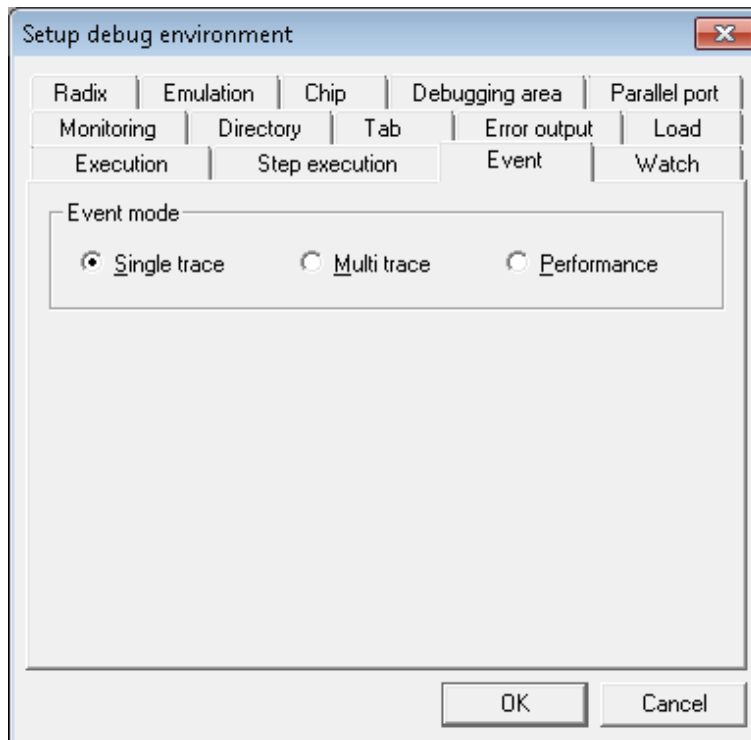 Setup debug environment
Radix Emulation Chip Debugging area Parallel port
Monitoring Directory Tab Error output Load
Execution Step execution Event Watch
Event mode
Single trace Multi trace Performance
OK Cancel